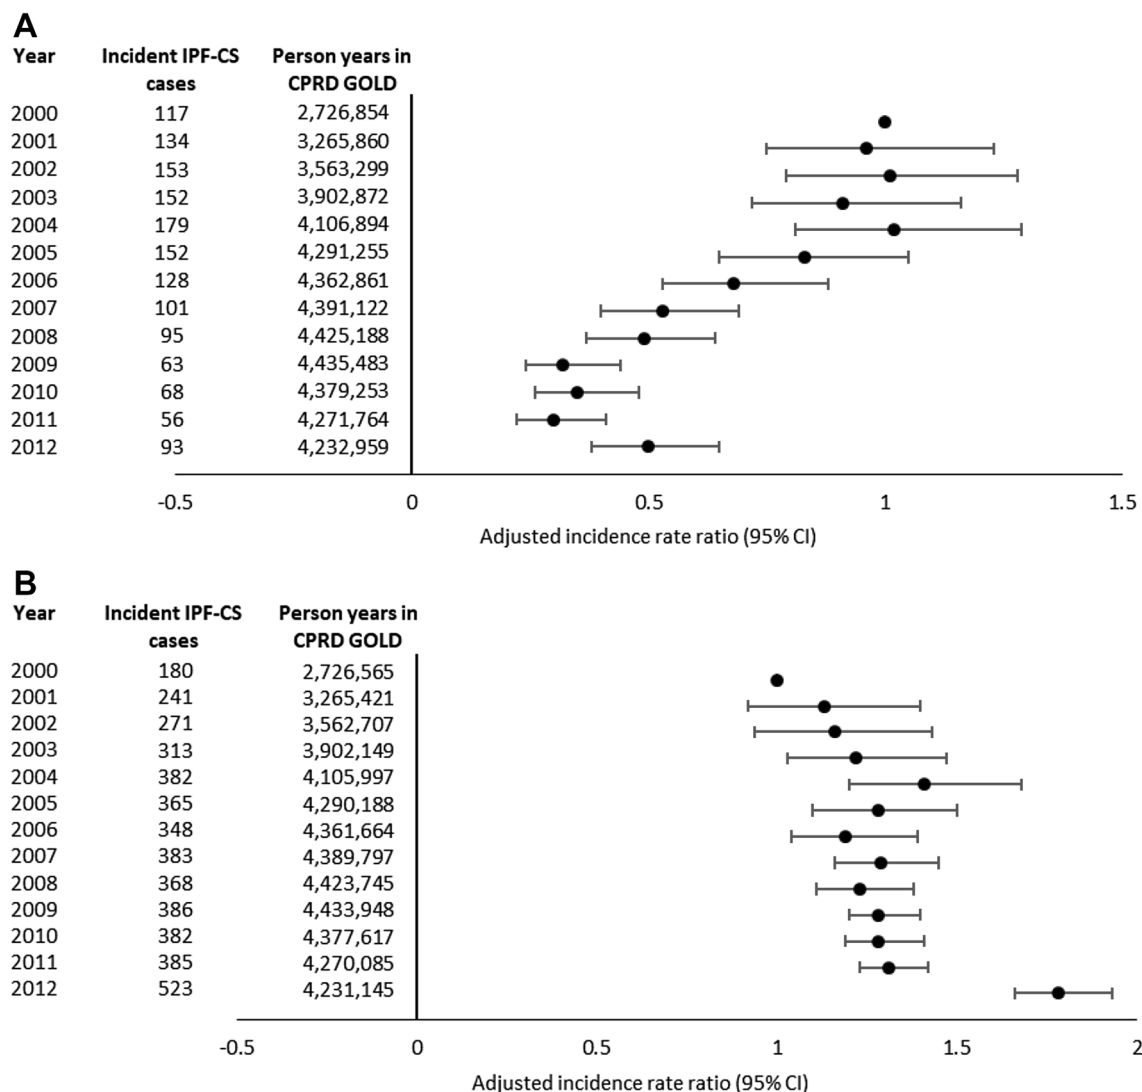 A
Year Incident IPF-CS Person years in
cases CPRD GOLD
2000 117 2,726,854
2001 134 3,265,860
2002 153 3,563,299
2003 152 3,902,872
2004 179 4,106,894
2005 152 4,291,255
2006 128 4,362,861
2007 101 4,391,122
2008 95 4,425,188
2009 63 4,435,483
2010 68 4,379,253
2011 56 4,271,764
2012 93 4,232,959
-0.5 0 0.5 1 1.5
Adjusted incidence rate ratio (95% CI)
B
Year Incident IPF-CS Person years in
cases CPRD GOLD
2000 180 2,726,565
2001 241 3,265,421
2002 271 3,562,707
2003 313 3,902,149
2004 382 4,105,997
2005 365 4,290,188
2006 348 4,361,664
2007 383 4,389,797
2008 368 4,423,745
2009 386 4,433,948
2010 382 4,377,617
2011 385 4,270,085
2012 523 4,231,145
-0.5 0 0.5 1 1.5 2
Adjusted incidence rate ratio (95% CI)